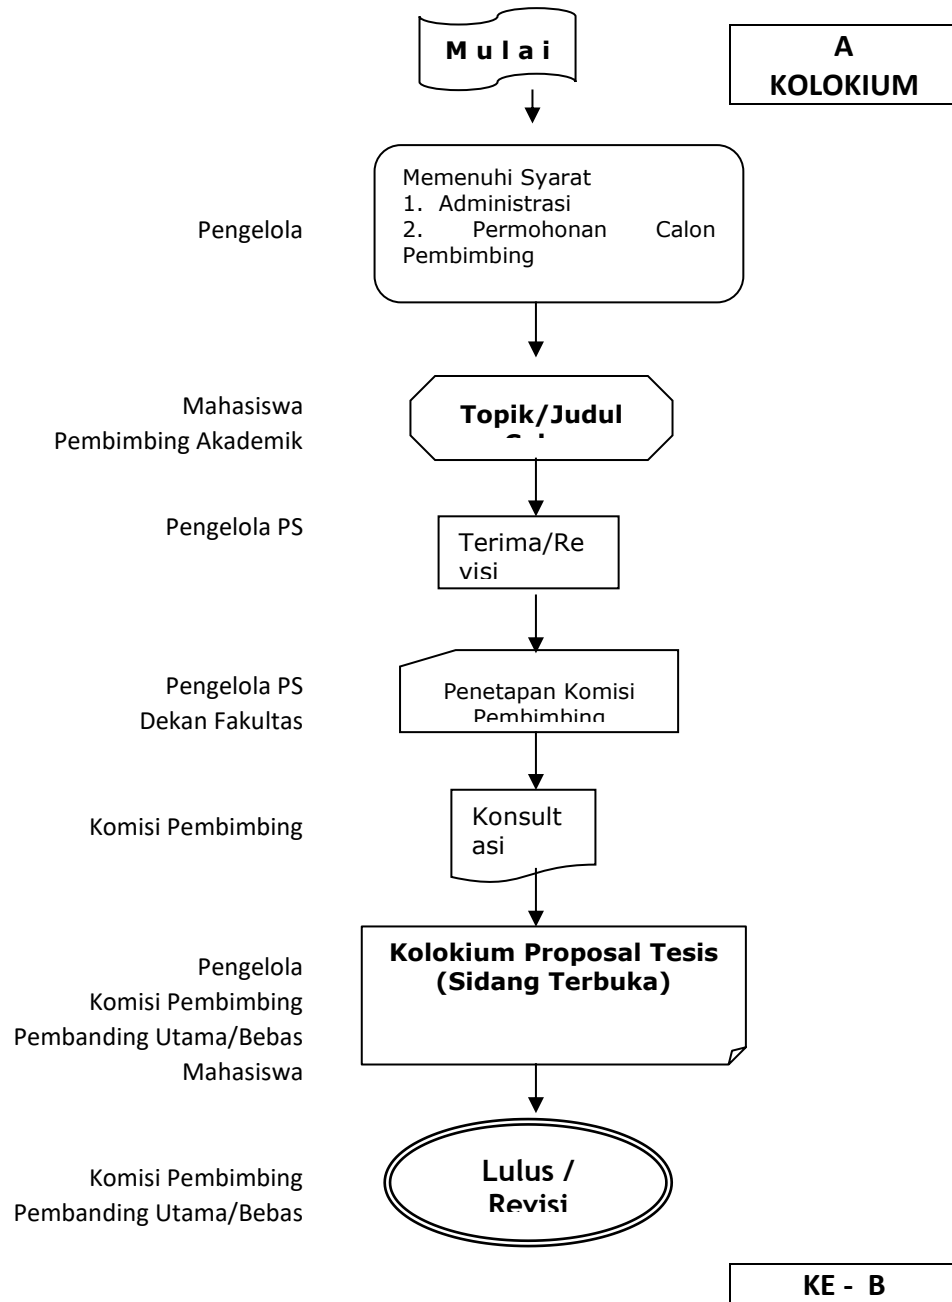 M u l a i
A
KOLOKIUM
Pengelola
Memenuhi Syarat
1. Administrasi
2. Permohonan Calon
Pembimbing
Mahasiswa
Pembimbing Akademik
Topik/Judul
Pengelola PS
Terima/Re
visi
Pengelola PS
Dekan Fakultas
Penetapan Komisi
Pembimbing
Komisi Pembimbing
Konsult
asi
Pengelola
Komisi Pembimbing
Pembanding Utama/Bebas
Mahasiswa
Kolokium Proposal Tesis
(Sidang Terbuka)
Komisi Pembimbing
Pembanding Utama/Bebas
Lulus /
Revisi
KE - B